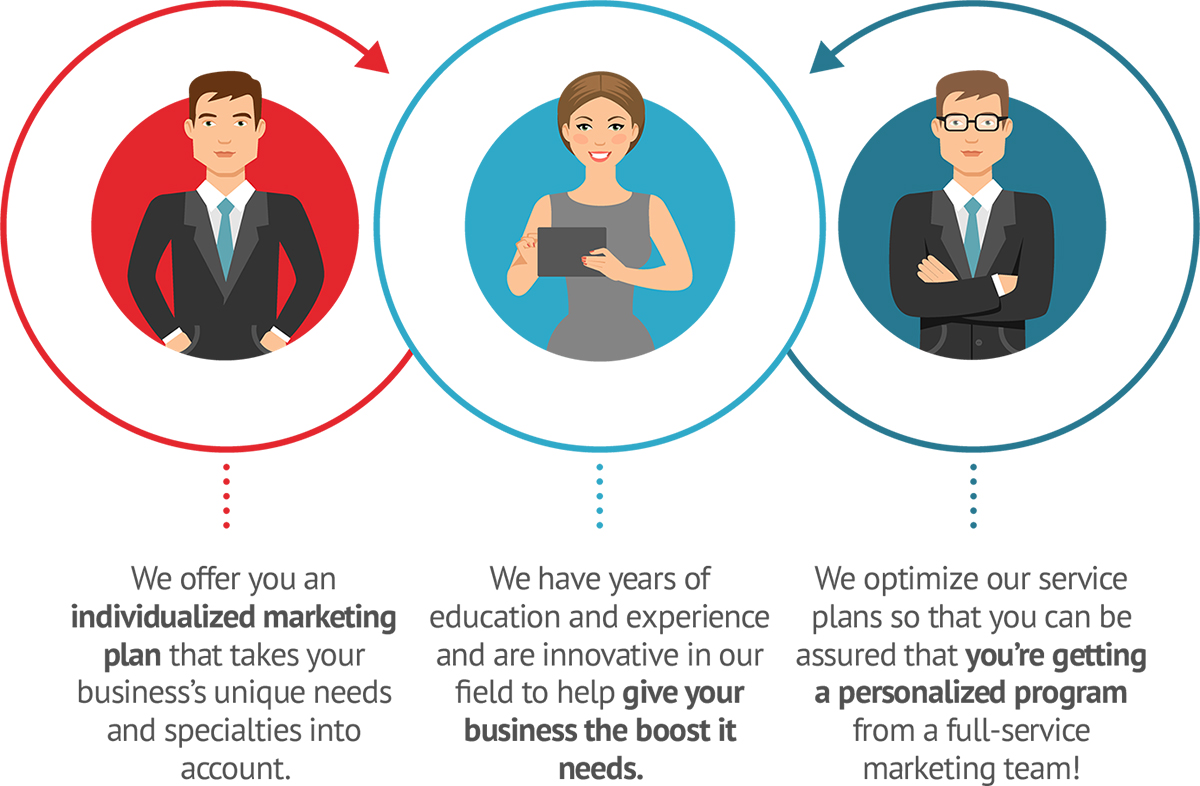 We offer you an
individualized marketing
plan that takes your
business’s unique needs
and specialties into
account.
We have years of
education and experience
and are innovative in our
field to help give your
business the boost it
needs.
We optimize our service
plans so that you can be
assured that you’re getting
a personalized program
from a full-service
marketing team!